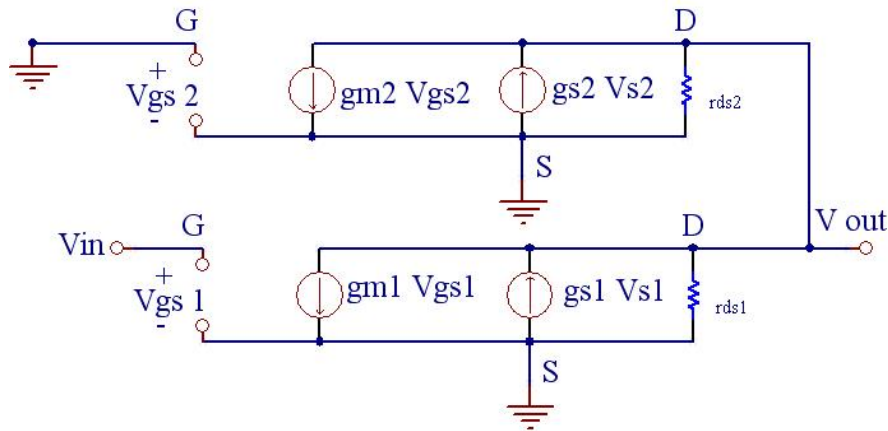 G
D
+
Vgs 2
-
gm2 Vgs2
gs2 Vs2
rds2
S
G
D
V out
Vin
+
Vgs 1
-
gm1 Vgs1
gs1 Vs1
rds1
S